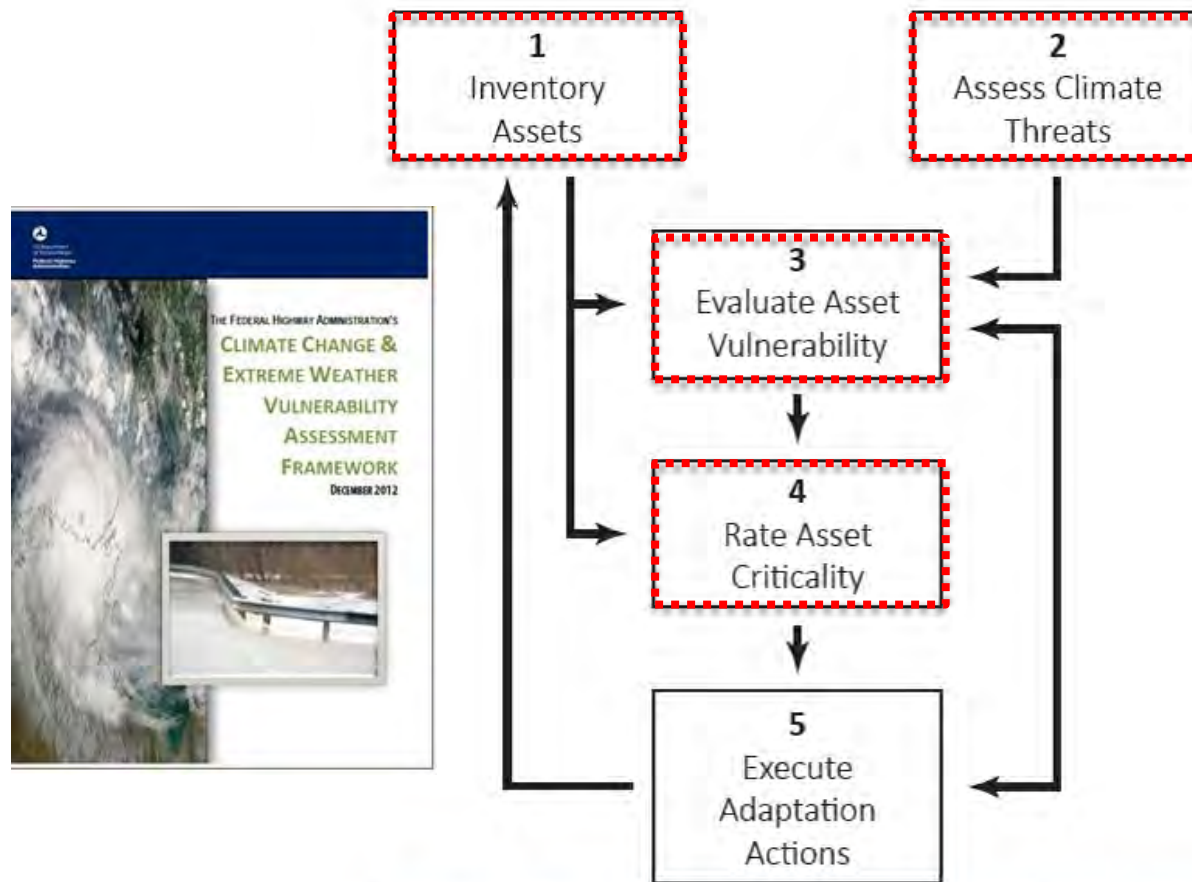 1
Inventory
Assets
2
Assess Climate
Threats
3
Evaluate Asset
Vulnerability
4
Rate Asset
Criticality
5
Execute
Adaptation
Actions
THE FEDERAL HIGHWAY ADMINISTRATION'S
CLIMATE CHANGE &
EXTREME WEATHER
VULNERABILITY
ASSESSMENT
FRAMEWORK
DECEMBER 2012